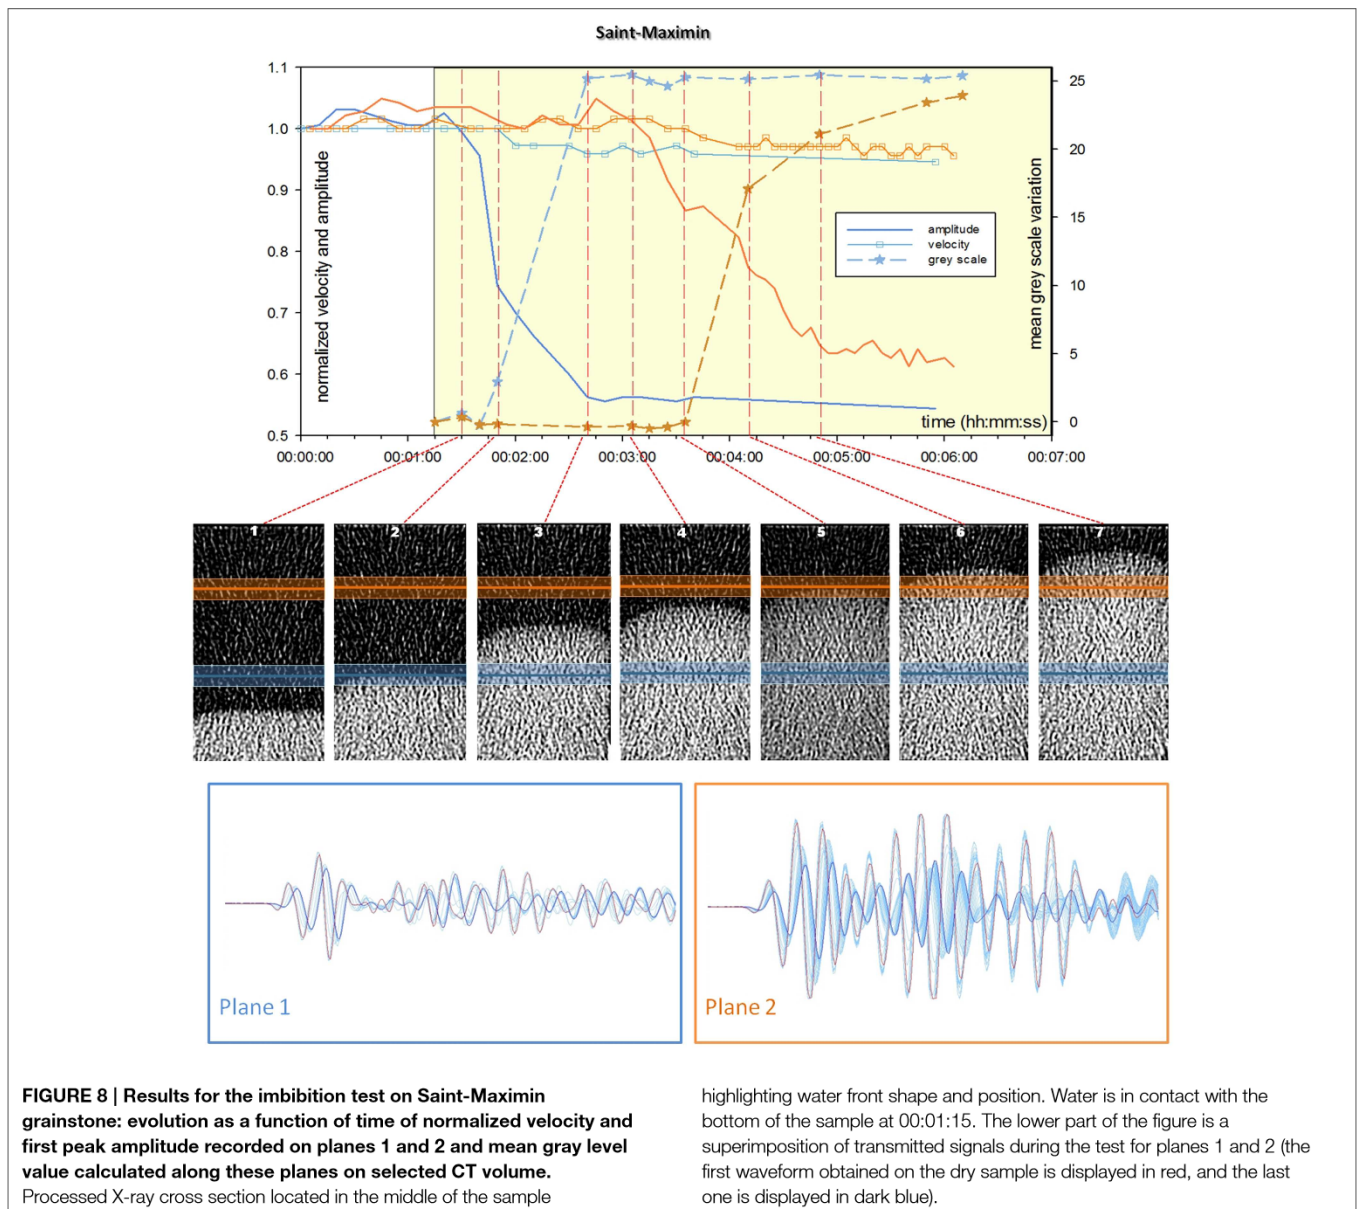 Saint-Maximin
1.1
1.0
0.9
0.8
0.7
0.6
0.5
normalized velocity and amplitude
25
20
15
10
5
0
mean grey scale variation
amplitude
velocity
grey scale
time (hh:mm:ss)
00:00:00 00:01:00 00:02:00 00:03:00 00:04:00 00:05:00 00:06:00 00:07:00
1 2 3 4 5 6 7
Plane 1
Plane 2
FIGURE 8 | Results for the imbibition test on Saint-Maximin
grainstone: evolution as a function of time of normalized velocity and
first peak amplitude recorded on planes 1 and 2 and mean gray level
value calculated along these planes on selected CT volume.
Processed X-ray cross section located in the middle of the sample
highlighting water front shape and position. Water is in contact with the
bottom of the sample at 00:01:15. The lower part of the figure is a
superimposition of transmitted signals during the test for planes 1 and 2 (the
first waveform obtained on the dry sample is displayed in red, and the last
one is displayed in dark blue).